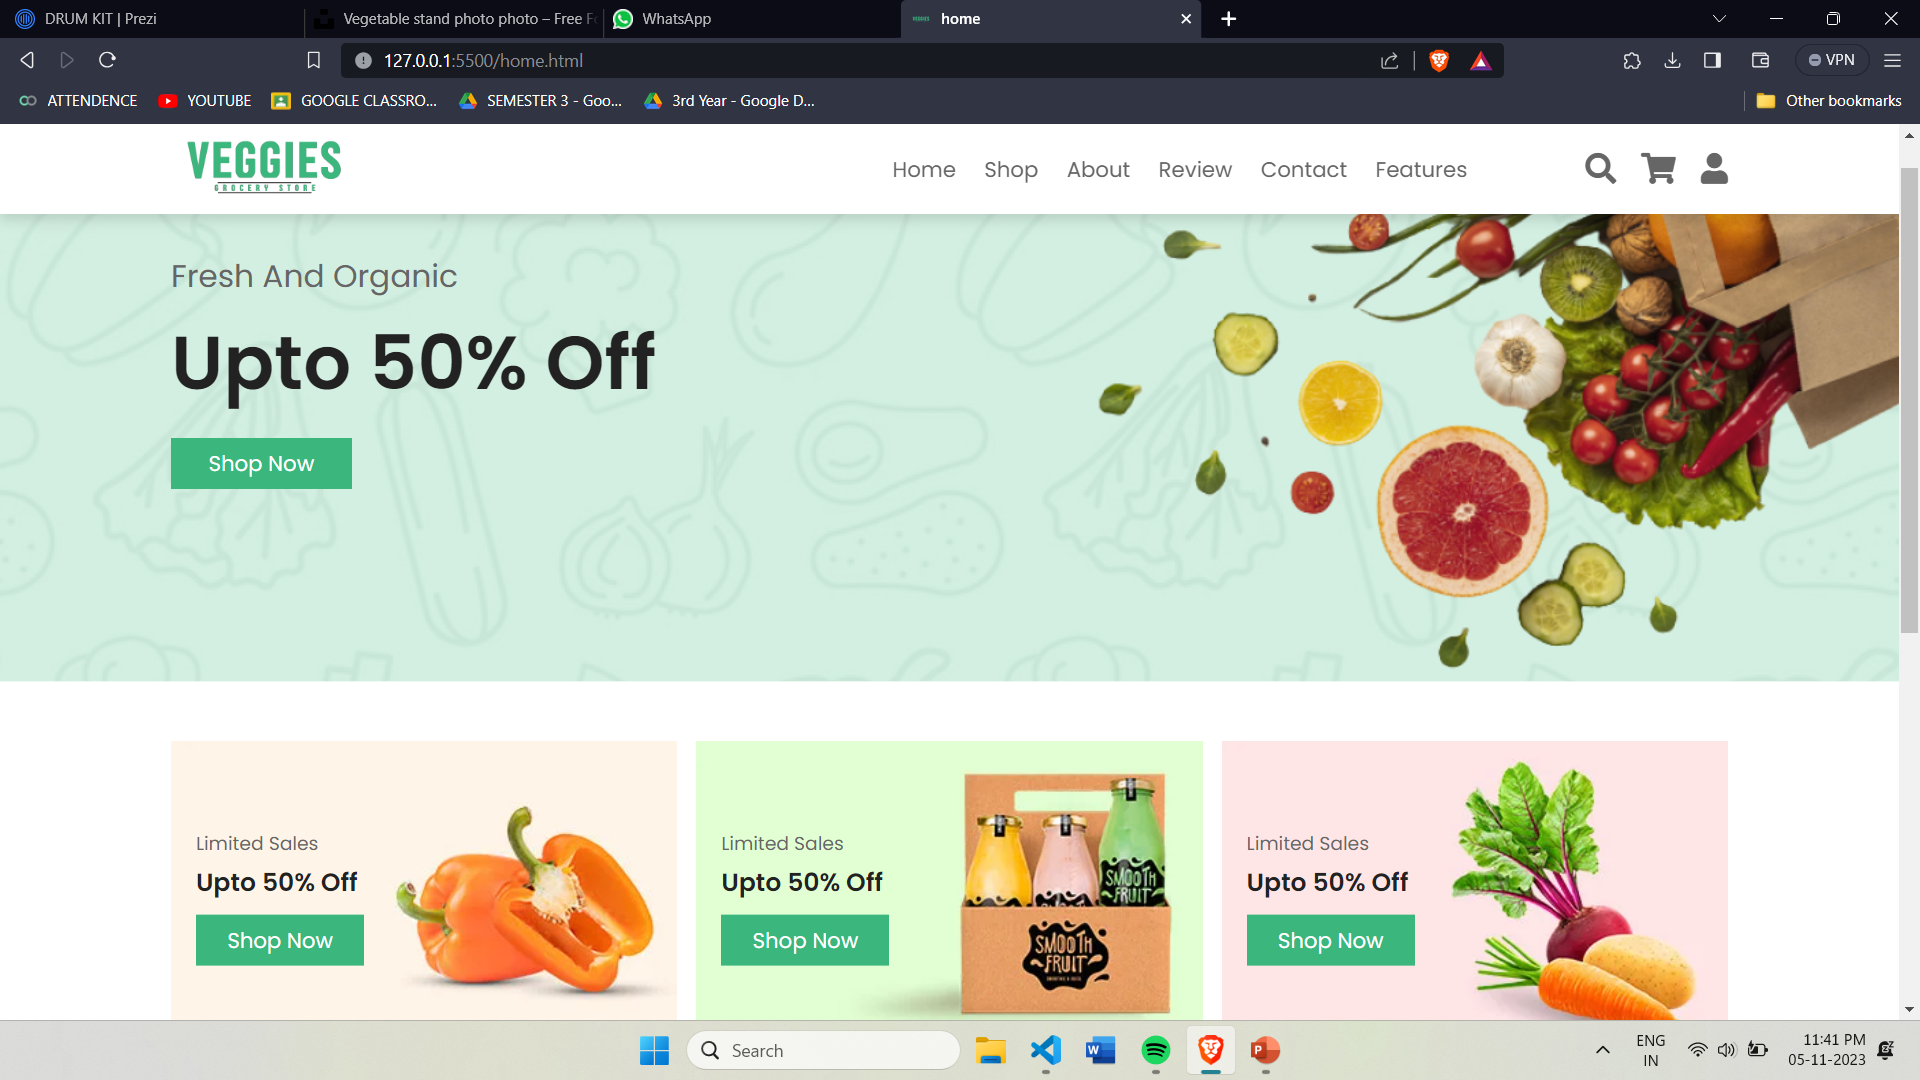 DRUM KIT | Prezi
Vegetable stand photo photo – Free Fo
WhatsApp
VEGGIES
home
127.0.0.1:5500/home.html
VPN
ATTENDENCE
YOUTUBE
GOOGLE CLASSRO...
SEMESTER 3 - Goo...
3rd Year - Google D...
Other bookmarks
VEGGIES
GROCERY STORE
Home
Shop
About
Review
Contact
Features
Fresh And Organic
Upto 50% Off
Shop Now
Limited Sales
Upto 50% Off
Shop Now
Limited Sales
Upto 50% Off
Shop Now
SMOOTH
FRUIT
SMOOTH
FRUIT
Limited Sales
Upto 50% Off
Shop Now
Search
ENG
IN
11:41 PM
05-11-2023